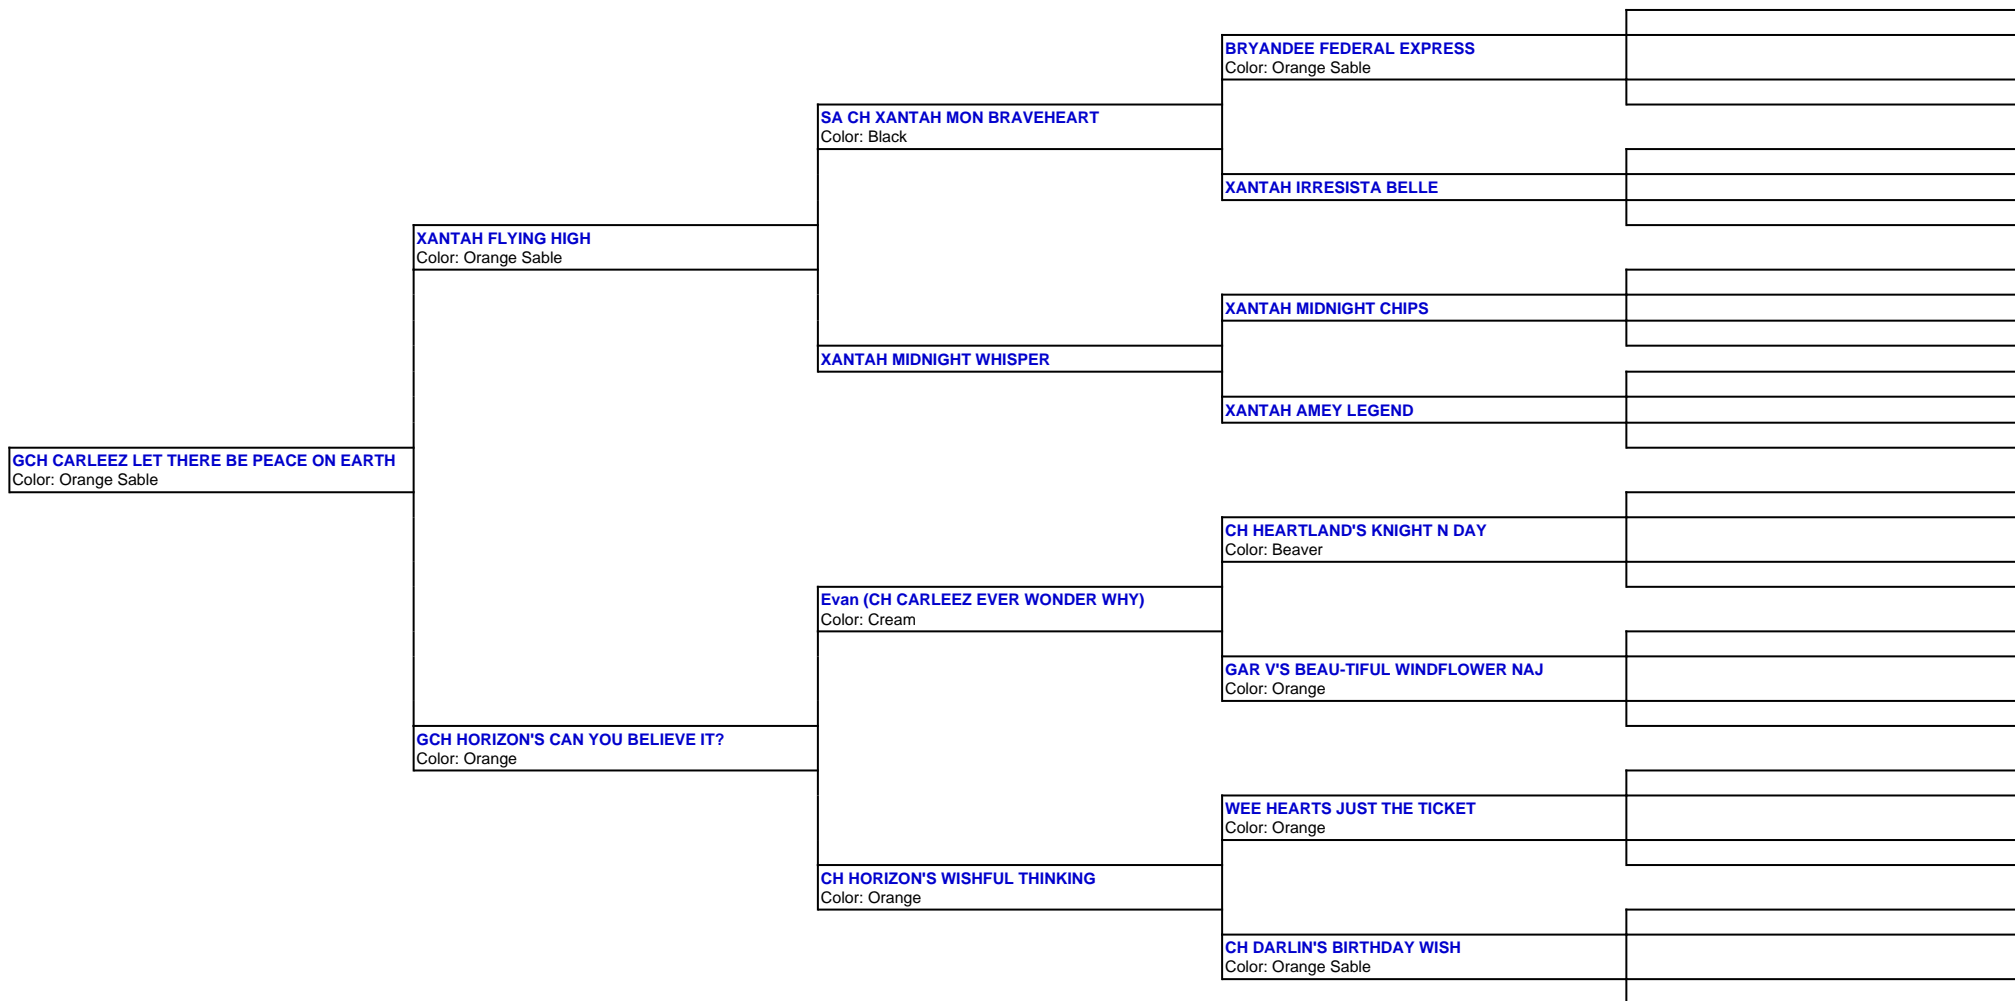 BRYANDEE FEDERAL EXPRESS
Color: Orange Sable
SA CH XANTAH MON BRAVEHEART
Color: Black
XANTAH IRRESISTA BELLE
XANTAH FLYING HIGH
Color: Orange Sable
XANTAH MIDNIGHT CHIPS
XANTAH MIDNIGHT WHISPER
XANTAH AMEY LEGEND
GCH CARLEEZ LET THERE BE PEACE ON EARTH
Color: Orange Sable
CH HEARTLAND'S KNIGHT N DAY
Color: Beaver
Evan (CH CARLEEZ EVER WONDER WHY)
Color: Cream
GAR V'S BEAU-TIFUL WINDFLOWER NAJ
Color: Orange
GCH HORIZON'S CAN YOU BELIEVE IT?
Color: Orange
WEE HEARTS JUST THE TICKET
Color: Orange
CH HORIZON'S WISHFUL THINKING
Color: Orange
CH DARLIN'S BIRTHDAY WISH
Color: Orange Sable